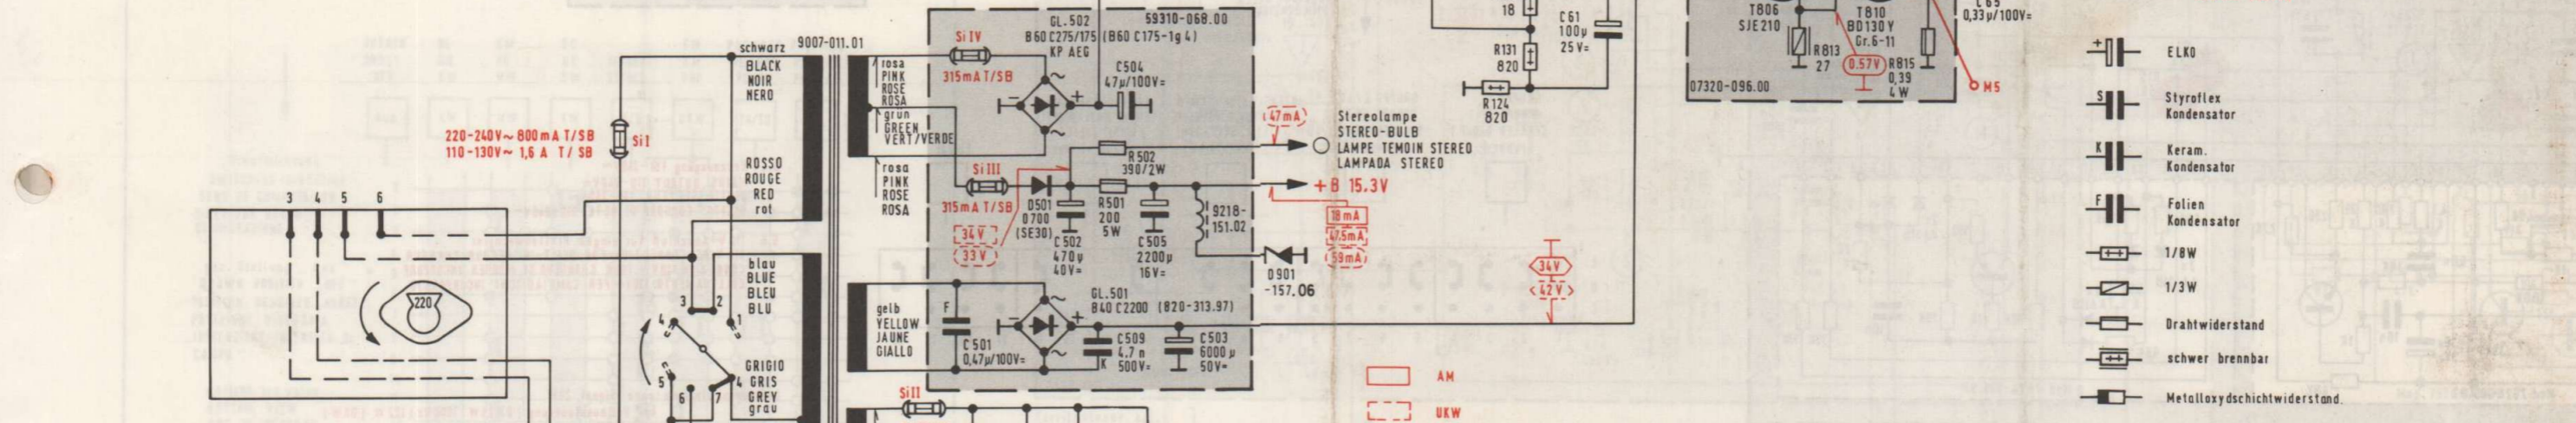 220-240V~ 800mA T/SB
110-130V~ 1,6 A T/SB
Si I
3 4 5 6
220
schwarz
BLACK
NOIR
NERO
ROSSO
ROUGE
RED
rot
blau
BLUE
BLEU
BLU
3 2
4 1
5 4
6 7
GRIGIO
GRIS
GREY
grau
9007-011.01
rosa
PINK
ROSE
ROSA
grün
GREEN
VERT/VERDE
rosa
PINK
ROSE
ROSA
gelb
YELLOW
JAUNE
GIALLO
Si II
GL.502
59310-068.00
B60 C275/175 (B60 C175-1g 4)
KP AEG
Si IV
315mA T/SB
C504
47µ/100V=
R502
390/2W
Si III
315mA T/SB
D501
D700
(SE30)
34V
33V
C502
470µ
40V=
R501
200
5W
C505
2200µ
16V=
9218-
151.02
GL.501
B40 C2200 (820-313.97)
F
C501
0,47µ/100V=
C509
4.7n
500V=
K
C503
6000µ
50V=
47mA
Stereolampe
STEREO-BULB
LAMPE TEMOIN STEREO
LAMPADA STEREO
+B 15.3V
18mA
47.5mA
59mA
D901
-157.06
34V
42V
AM
UKW
18
R131
820
R124
820
C61
100µ
25V=
T806
SJE210
T810
BD130Y
Gr.6-11
R813
27
0.57V
R815
0,39
4W
07320-096.00
M5
0,33µ/100V=
+
ELKO
S
Styroflex
Kondensator
K
Keram.
Kondensator
F
Folien
Kondensator
1/8W
1/3W
Drahtwiderstand
schwer brennbar
Metalloxydschichtwiderstand.